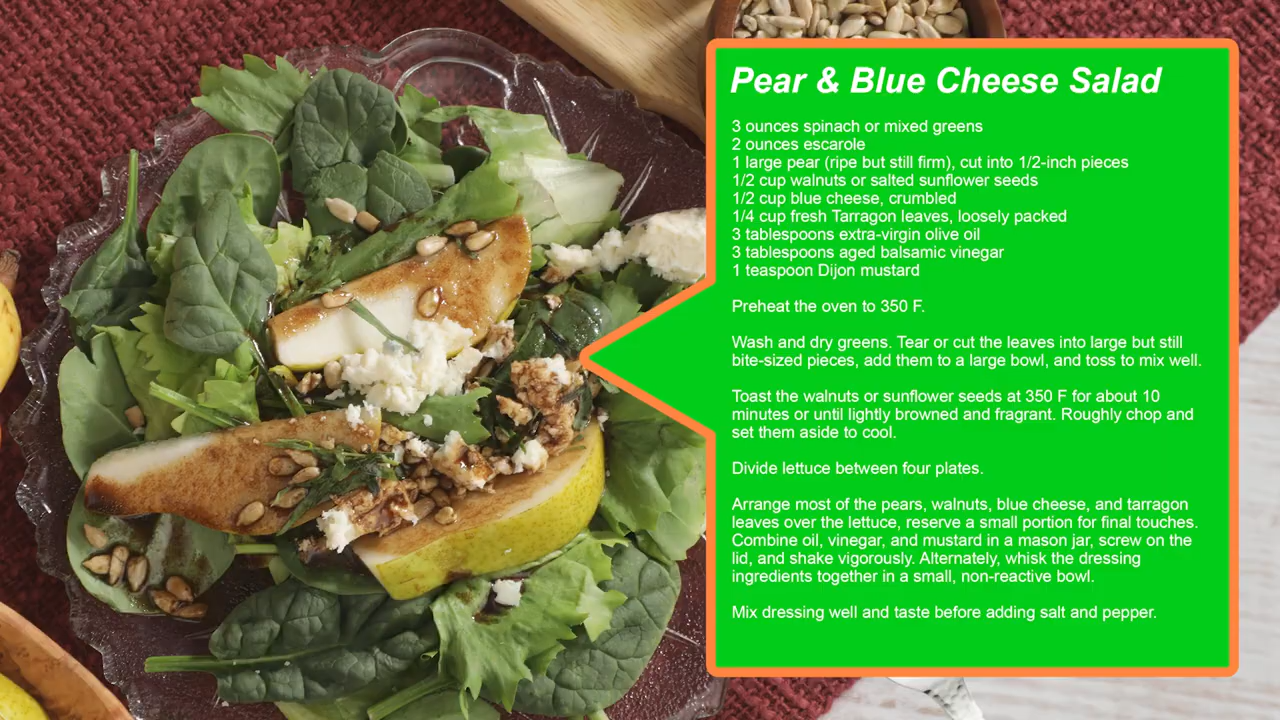 Pear & Blue Cheese Salad
3 ounces spinach or mixed greens
2 ounces escarole
1 large pear (ripe but still firm), cut into 1/2-inch pieces
1/2 cup walnuts or salted sunflower seeds
1/2 cup blue cheese, crumbled
1/4 cup fresh Tarragon leaves, loosely packed
3 tablespoons extra-virgin olive oil
3 tablespoons aged balsamic vinegar
1 teaspoon Dijon mustard
Preheat the oven to 350 F.
Wash and dry greens. Tear or cut the leaves into large but still
bite-sized pieces, add them to a large bowl, and toss to mix well.
Toast the walnuts or sunflower seeds at 350 F for about 10
minutes or until lightly browned and fragrant. Roughly chop and
set them aside to cool.
Divide lettuce between four plates.
Arrange most of the pears, walnuts, blue cheese, and tarragon
leaves over the lettuce, reserve a small portion for final touches.
Combine oil, vinegar, and mustard in a mason jar, screw on the
lid, and shake vigorously. Alternately, whisk the dressing
ingredients together in a small, non-reactive bowl.
Mix dressing well and taste before adding salt and pepper.